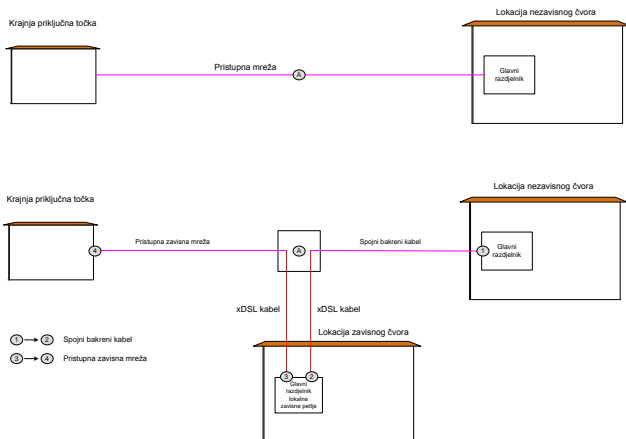 Lokacija nezavisnog čvora
Krajnja priključna točka
Pristupna mreža
A
Glavni
razdjelnik
Krajnja priključna točka
Lokacija nezavisnog čvora
4
Pristupna zavisna mreža
A
Spojni bakreni kabel
1
Glavni
razdjelnik
xDSL kabel
xDSL kabel
Lokacija zavisnog čvora
1 2 Spojni bakreni kabel
3 4 Pristupna zavisna mreža
3
2
Glavni
razdjelnik
lokalne
zavisne petlje